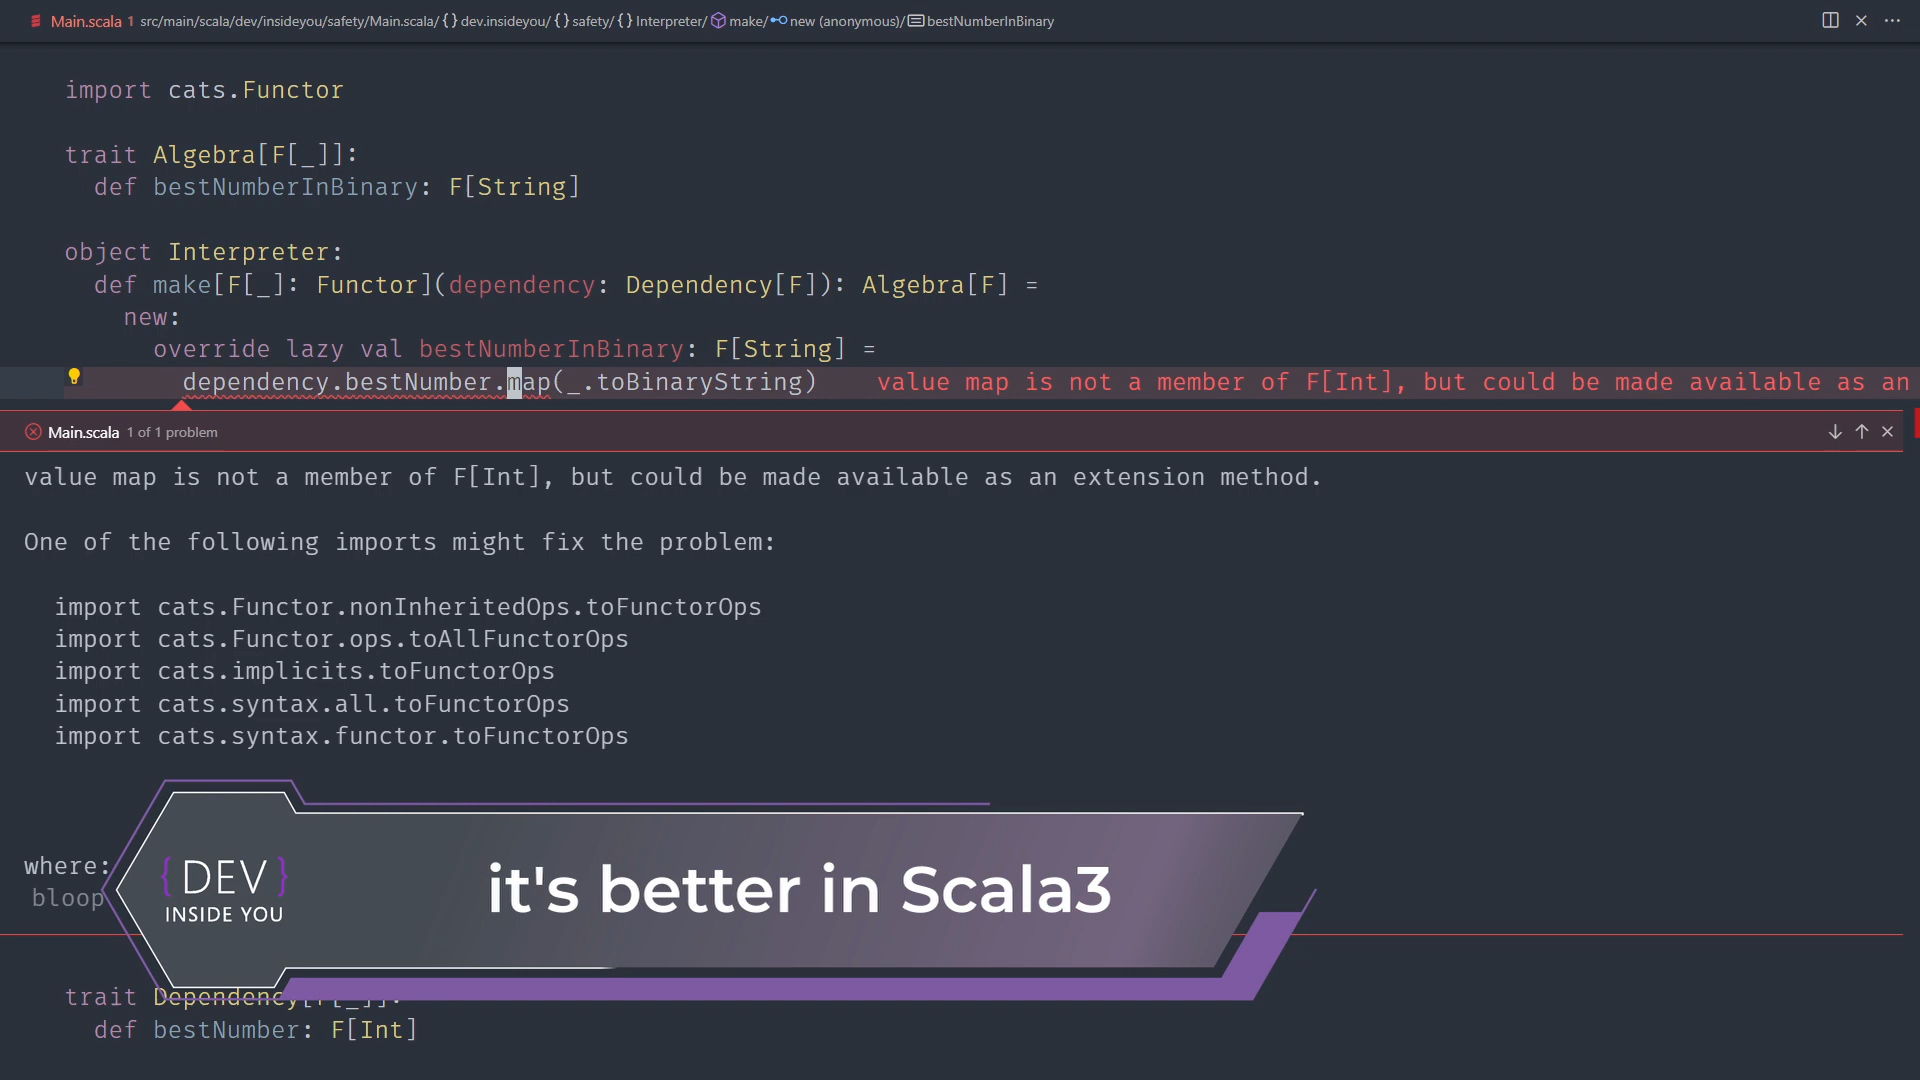 Main.scala 1 src/main/scala/dev/insideyou/safety/Main.scala/{} dev.insideyou/{} safety/{} Interpreter/ make/ new (anonymous)/ bestNumberInBinary
import cats.Functor
trait Algebra[F[_]]:
  def bestNumberInBinary: F[String]
object Interpreter:
  def make[F[_]: Functor](dependency: Dependency[F]): Algebra[F] =
    new:
      override lazy val bestNumberInBinary: F[String] =
        dependency.bestNumber.map(_.toBinaryString)    value map is not a member of F[Int], but could be made available as an
Main.scala 1 of 1 problem
value map is not a member of F[Int], but could be made available as an extension method.
One of the following imports might fix the problem:
  import cats.Functor.nonInheritedOps.toFunctorOps
  import cats.Functor.ops.toAllFunctorOps
  import cats.implicits.toFunctorOps
  import cats.syntax.all.toFunctorOps
  import cats.syntax.functor.toFunctorOps
where:
bloop
{DEV}
INSIDE YOU
it's better in Scala3
trait Dependency[F[_]]:
  def bestNumber: F[Int]